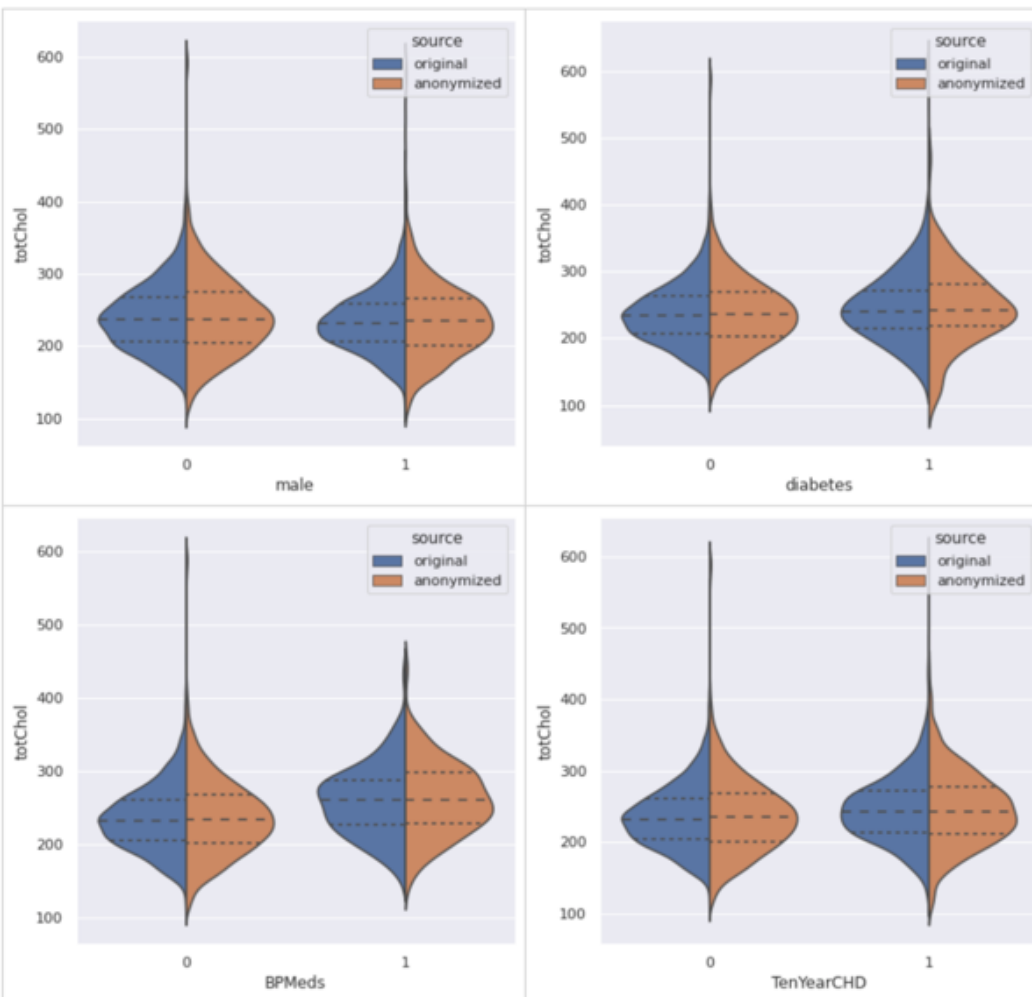 source
original
anonymized
600
500
400
300
200
100
totChol
0 1
male
source
original
anonymized
600
500
400
300
200
100
totChol
0 1
diabetes
source
original
anonymized
600
500
400
300
200
100
totChol
0 1
BPMeds
source
original
anonymized
600
500
400
300
200
100
totChol
0 1
TenYearCHD